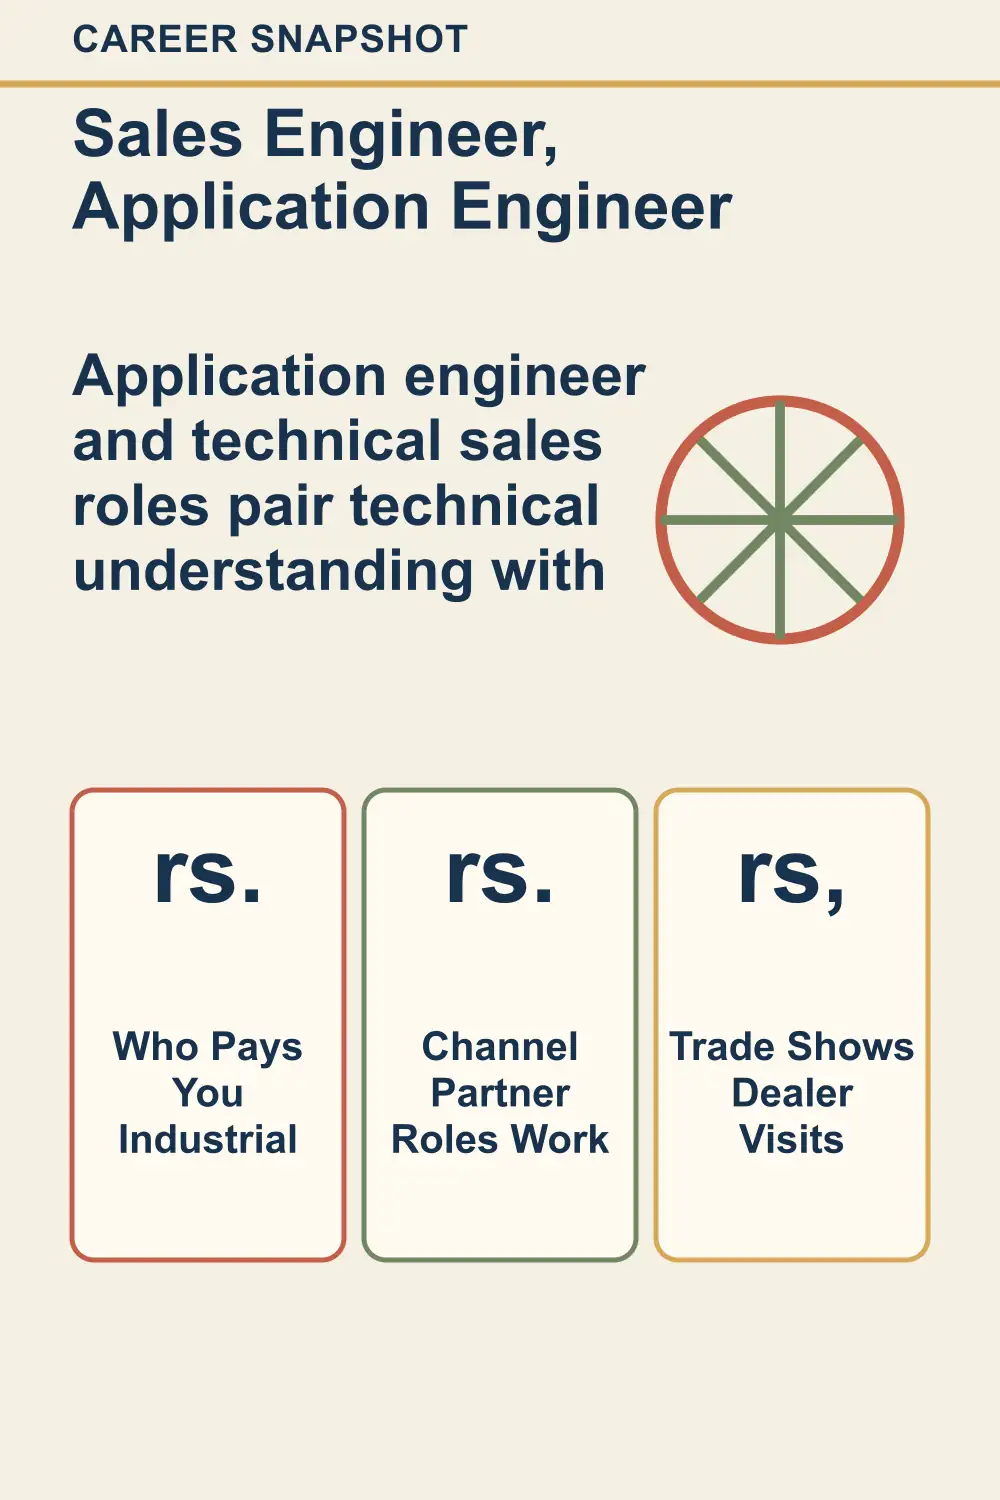 CAREER SNAPSHOT
Sales Engineer,
Application Engineer
Application engineer
and technical sales
roles pair technical
understanding with
rs.
Who Pays
You
Industrial
rs.
Channel
Partner
Roles Work
rs,
Trade Shows
Dealer
Visits